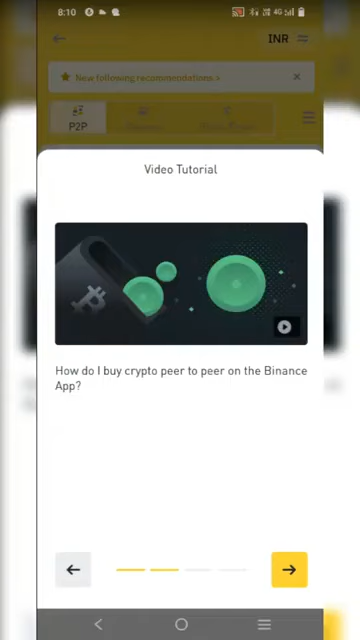 8:10
4G
INR
New following recommendations
P2P
Video Tutorial
How do I buy crypto peer to peer on the Binance
App?